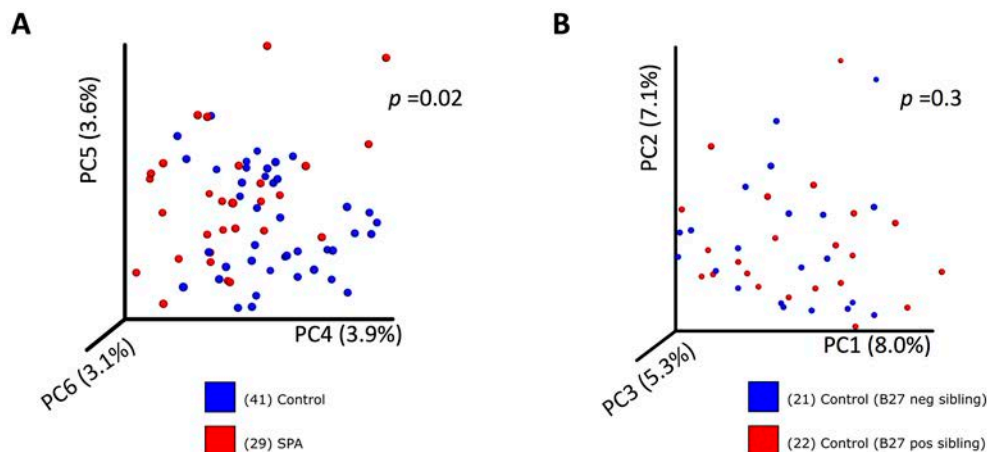 A
PC5 (3.6%)
p =0.02
PC4 (3.9%)
PC6 (3.1%)
(41) Control
(29) SPA
B
PC2 (7.1%)
p =0.3
PC1 (8.0%)
PC3 (5.3%)
(21) Control (B27 neg sibling)
(22) Control (B27 pos sibling)